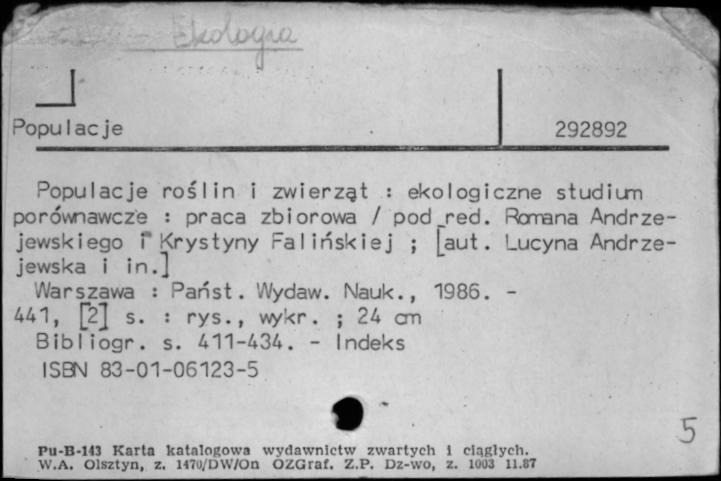 Ekologia
Populacje 292892
Populacje roślin i zwierząt : ekologiczne studium
porównawcze : praca zbiorowa / pod red. Romana Andrze-
jewskiego i Krystyny Falińskiej ; [aut. Lucyna Andrze-
jewska i in.]
Warszawa : Państ. Wydaw. Nauk., 1986. -
441, [2] s. : rys., wykr. ; 24 cm
Bibliogr. s. 411-434. - Indeks
ISBN 83-01-06123-5
5
Pu-B-143 Karta katalogowa wydawnictw zwartych i ciągłych.
W.A. Olsztyn, z. 1470/DW/On OZGraf. Z.P. Dz-wo, z. 1003 11.87